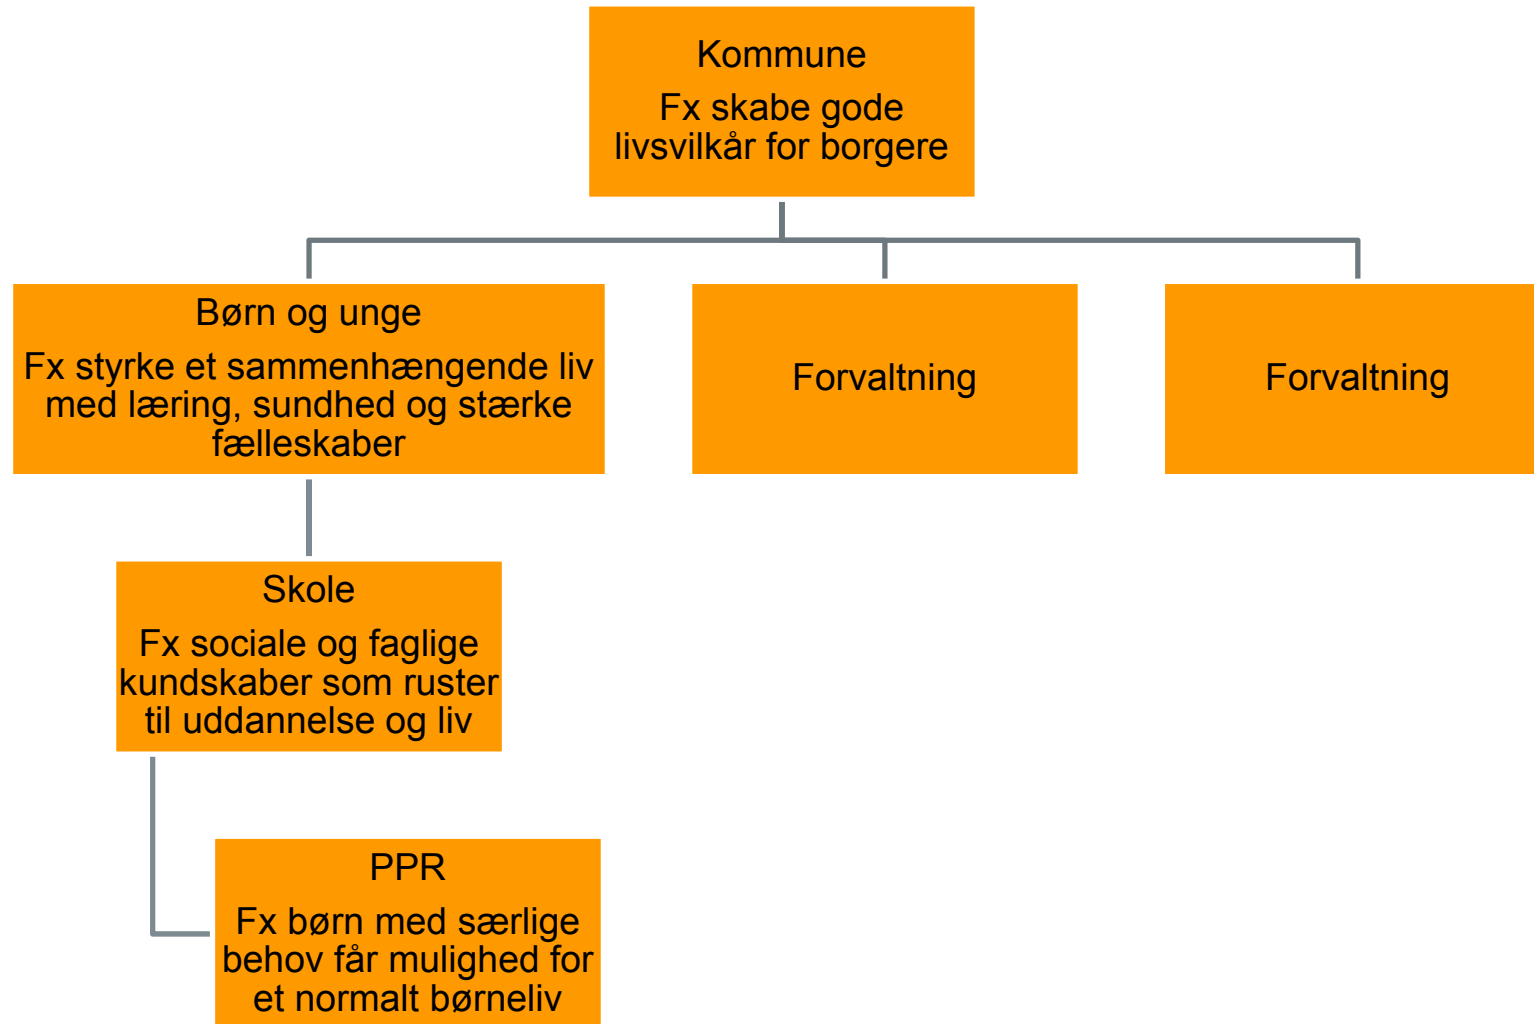 Kommune
Fx skabe gode
livsvilkår for borgere
Børn og unge
Fx styrke et sammenhængende liv
med læring, sundhed og stærke
fælleskaber
Forvaltning
Forvaltning
Skole
Fx sociale og faglige
kundskaber som ruster
til uddannelse og liv
PPR
Fx børn med særlige
behov får mulighed for
et normalt børneliv